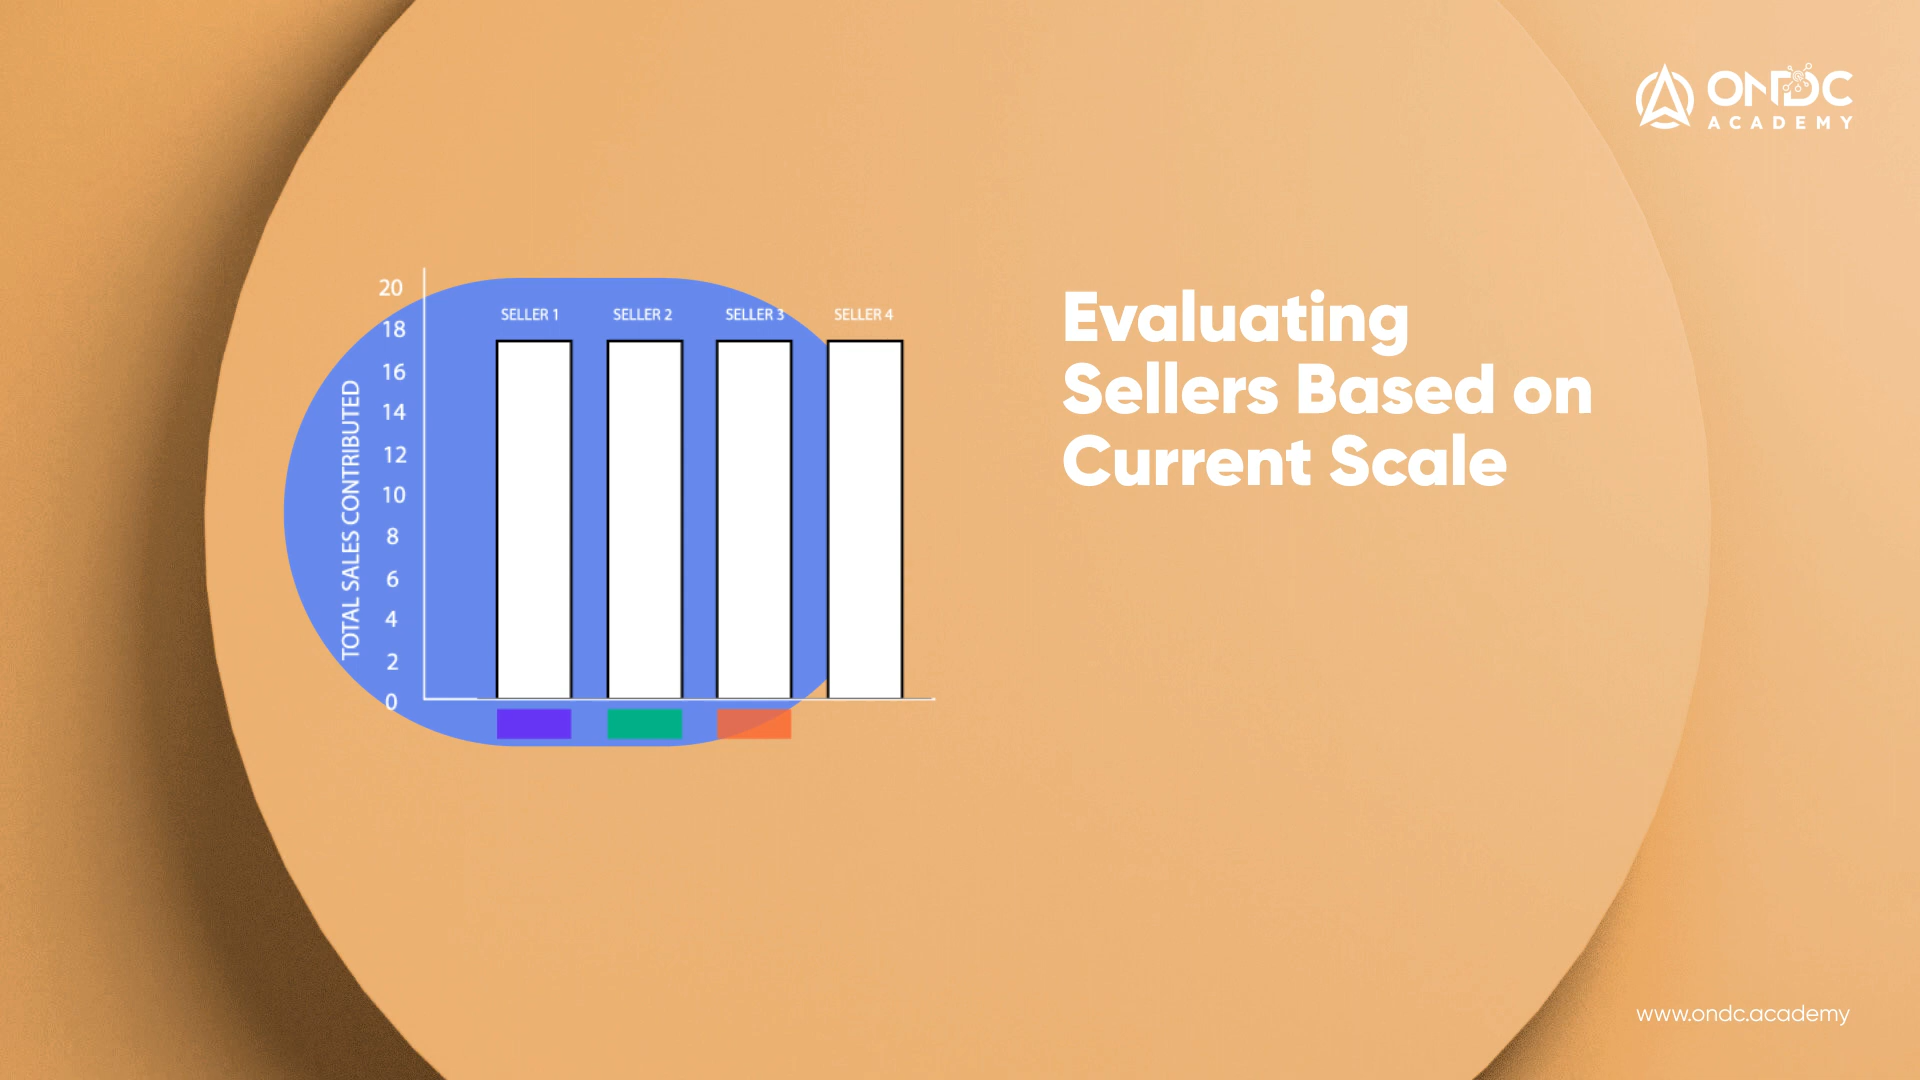 ONDC
ACADEMY
Evaluating
Sellers Based on
Current Scale
TOTAL SALES CONTRIBUTED
20
18
16
14
12
10
8
6
4
2
0
SELLER 1
SELLER 2
SELLER 3
SELLER 4
www.ondc.academy